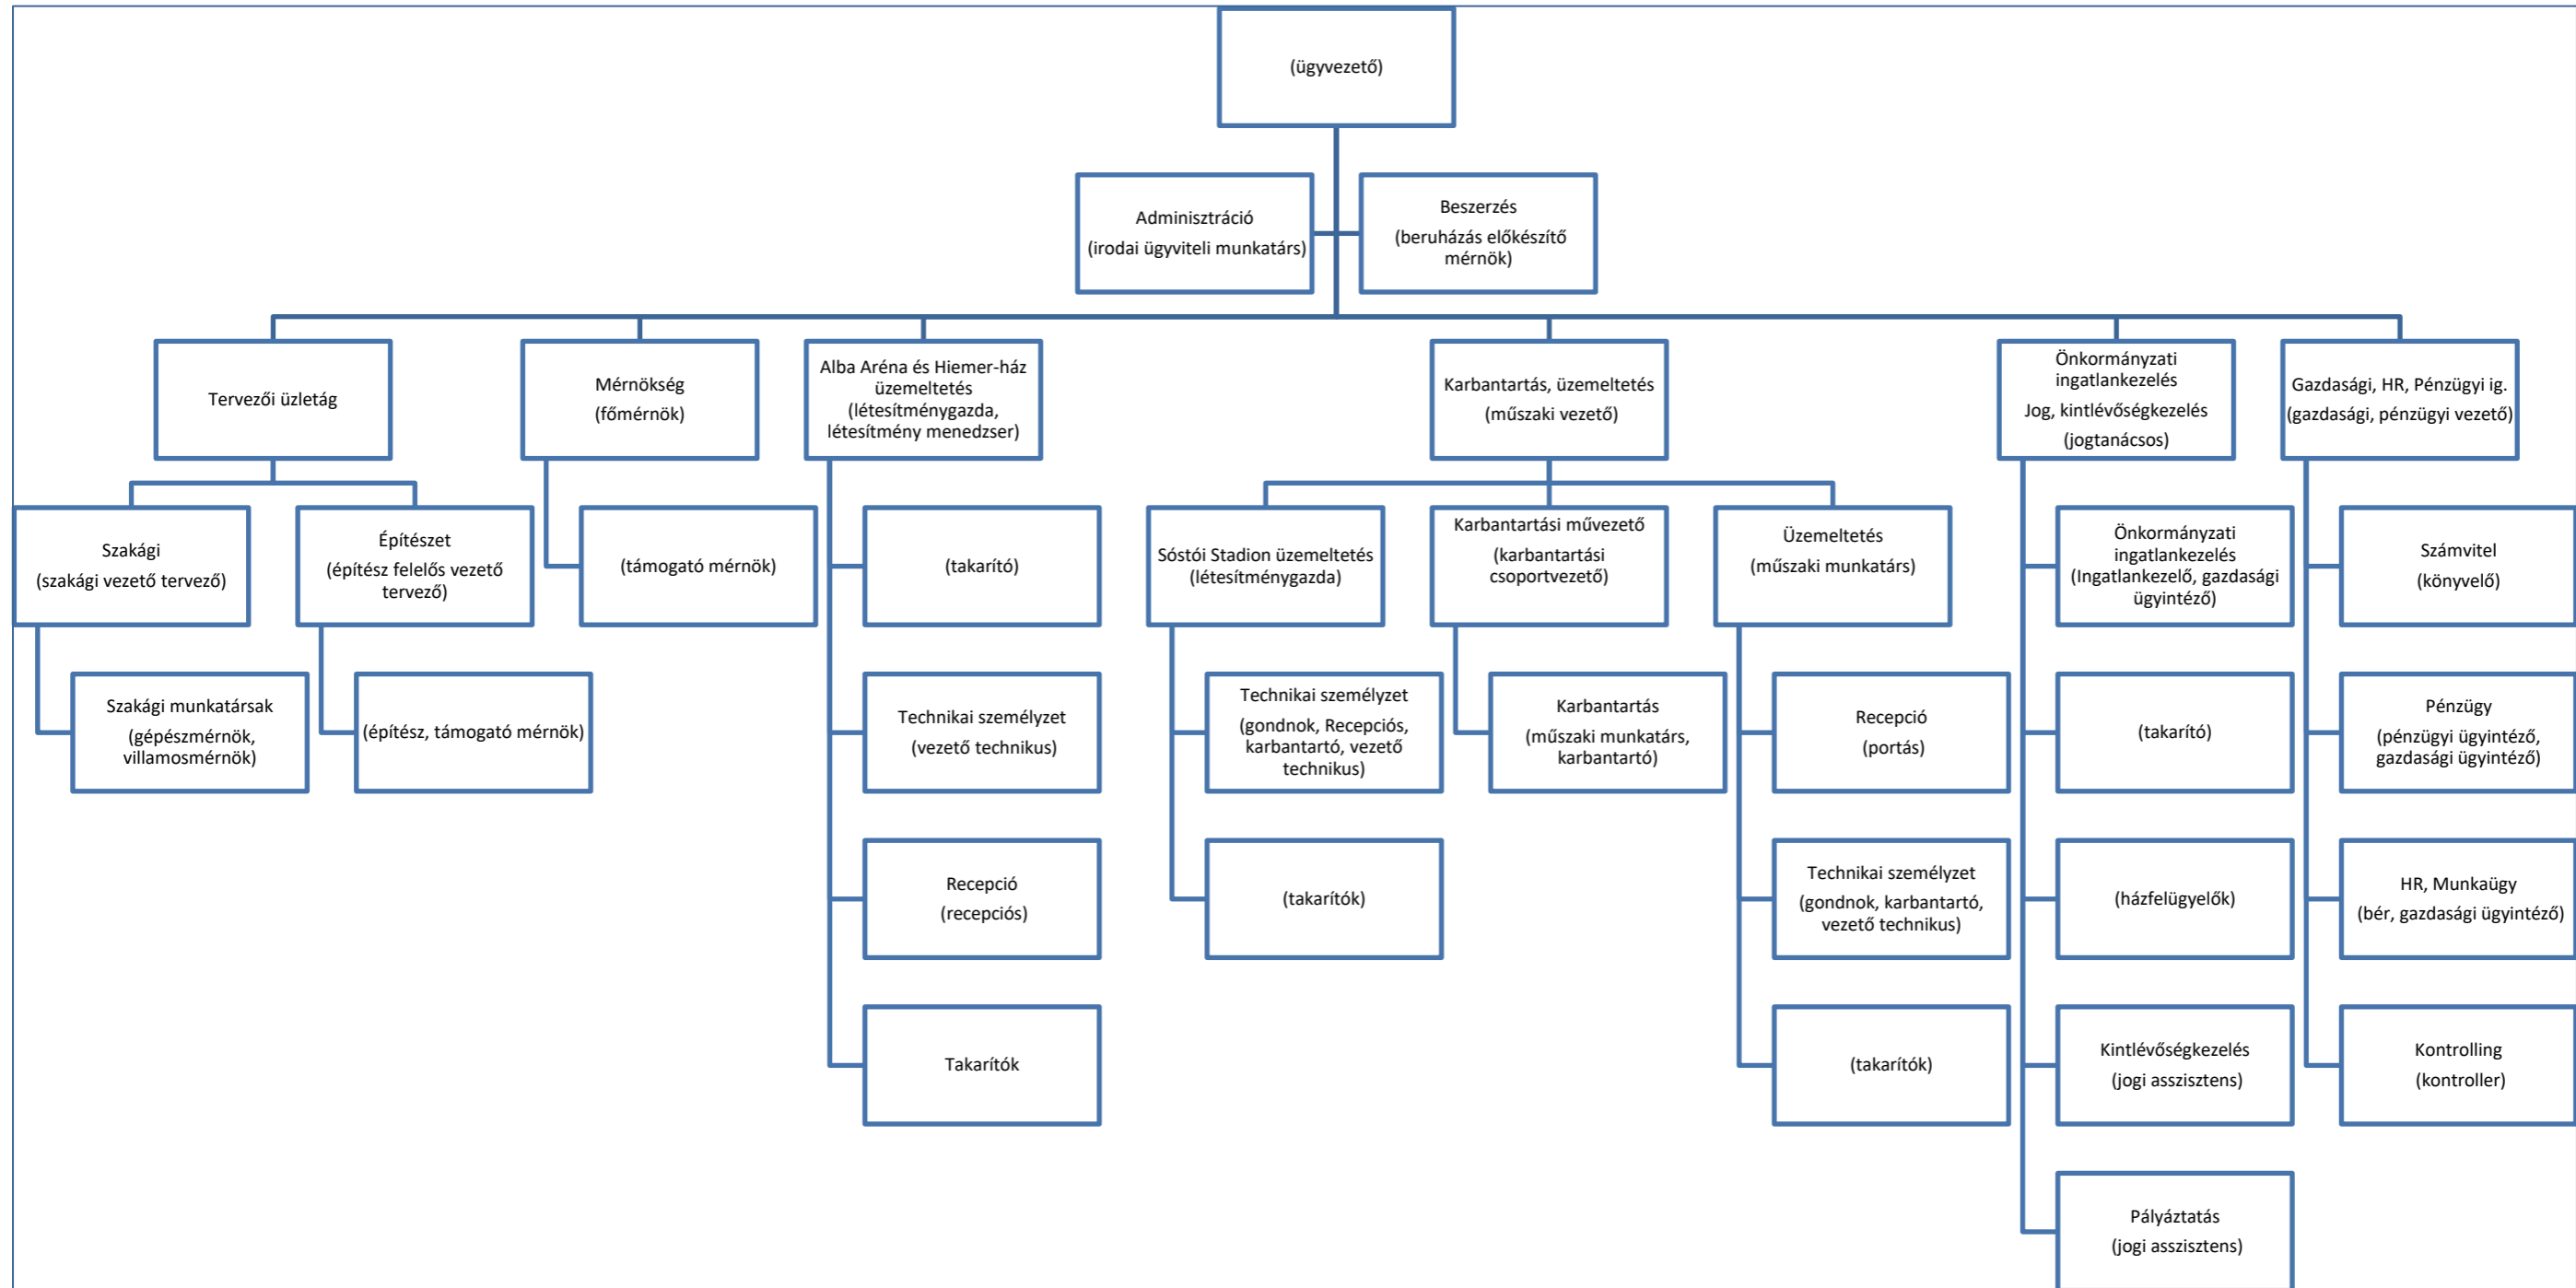 (ügyvezető)
Adminisztráció
(irodai ügyviteli munkatárs)
Beszerzés
(beruházás előkészítő
mérnök)
Tervezői üzletág
Mérnökség
(főmérnök)
Alba Aréna és Hiemer-ház
üzemeltetés
(létesítménygazda,
létesítmény menedzser)
Karbantartás, üzemeltetés
(műszaki vezető)
Önkormányzati
ingatlankezelés
Jog, kintlévőségkezelés
(jogtanácsos)
Gazdasági, HR, Pénzügyi ig.
(gazdasági, pénzügyi vezető)
Szakági
(szakági vezető tervező)
Építészet
(építész felelős vezető
tervező)
(támogató mérnök)
(takarító)
Sóstói Stadion üzemeltetés
(létesítménygazda)
Karbantartási művezető
(karbantartási
csoportvezető)
Üzemeltetés
(műszaki munkatárs)
Önkormányzati
ingatlankezelés
(Ingatlankezelő, gazdasági
ügyintéző)
Számvitel
(könyvelő)
Szakági munkatársak
(gépészmérnök,
villamosmérnök)
(építész, támogató mérnök)
Technikai személyzet
(vezető technikus)
Technikai személyzet
(gondnok, Recepciós,
karbantartó, vezető
technikus)
Karbantartás
(műszaki munkatárs,
karbantartó)
Recepció
(portás)
(takarító)
Pénzügy
(pénzügyi ügyintéző,
gazdasági ügyintéző)
Recepció
(recepciós)
(takarítók)
Technikai személyzet
(gondnok, karbantartó,
vezető technikus)
(házfelügyelők)
HR, Munkaügy
(bér, gazdasági ügyintéző)
Takarítók
(takarítók)
Kintlévőségkezelés
(jogi asszisztens)
Kontrolling
(kontroller)
Pályáztatás
(jogi asszisztens)